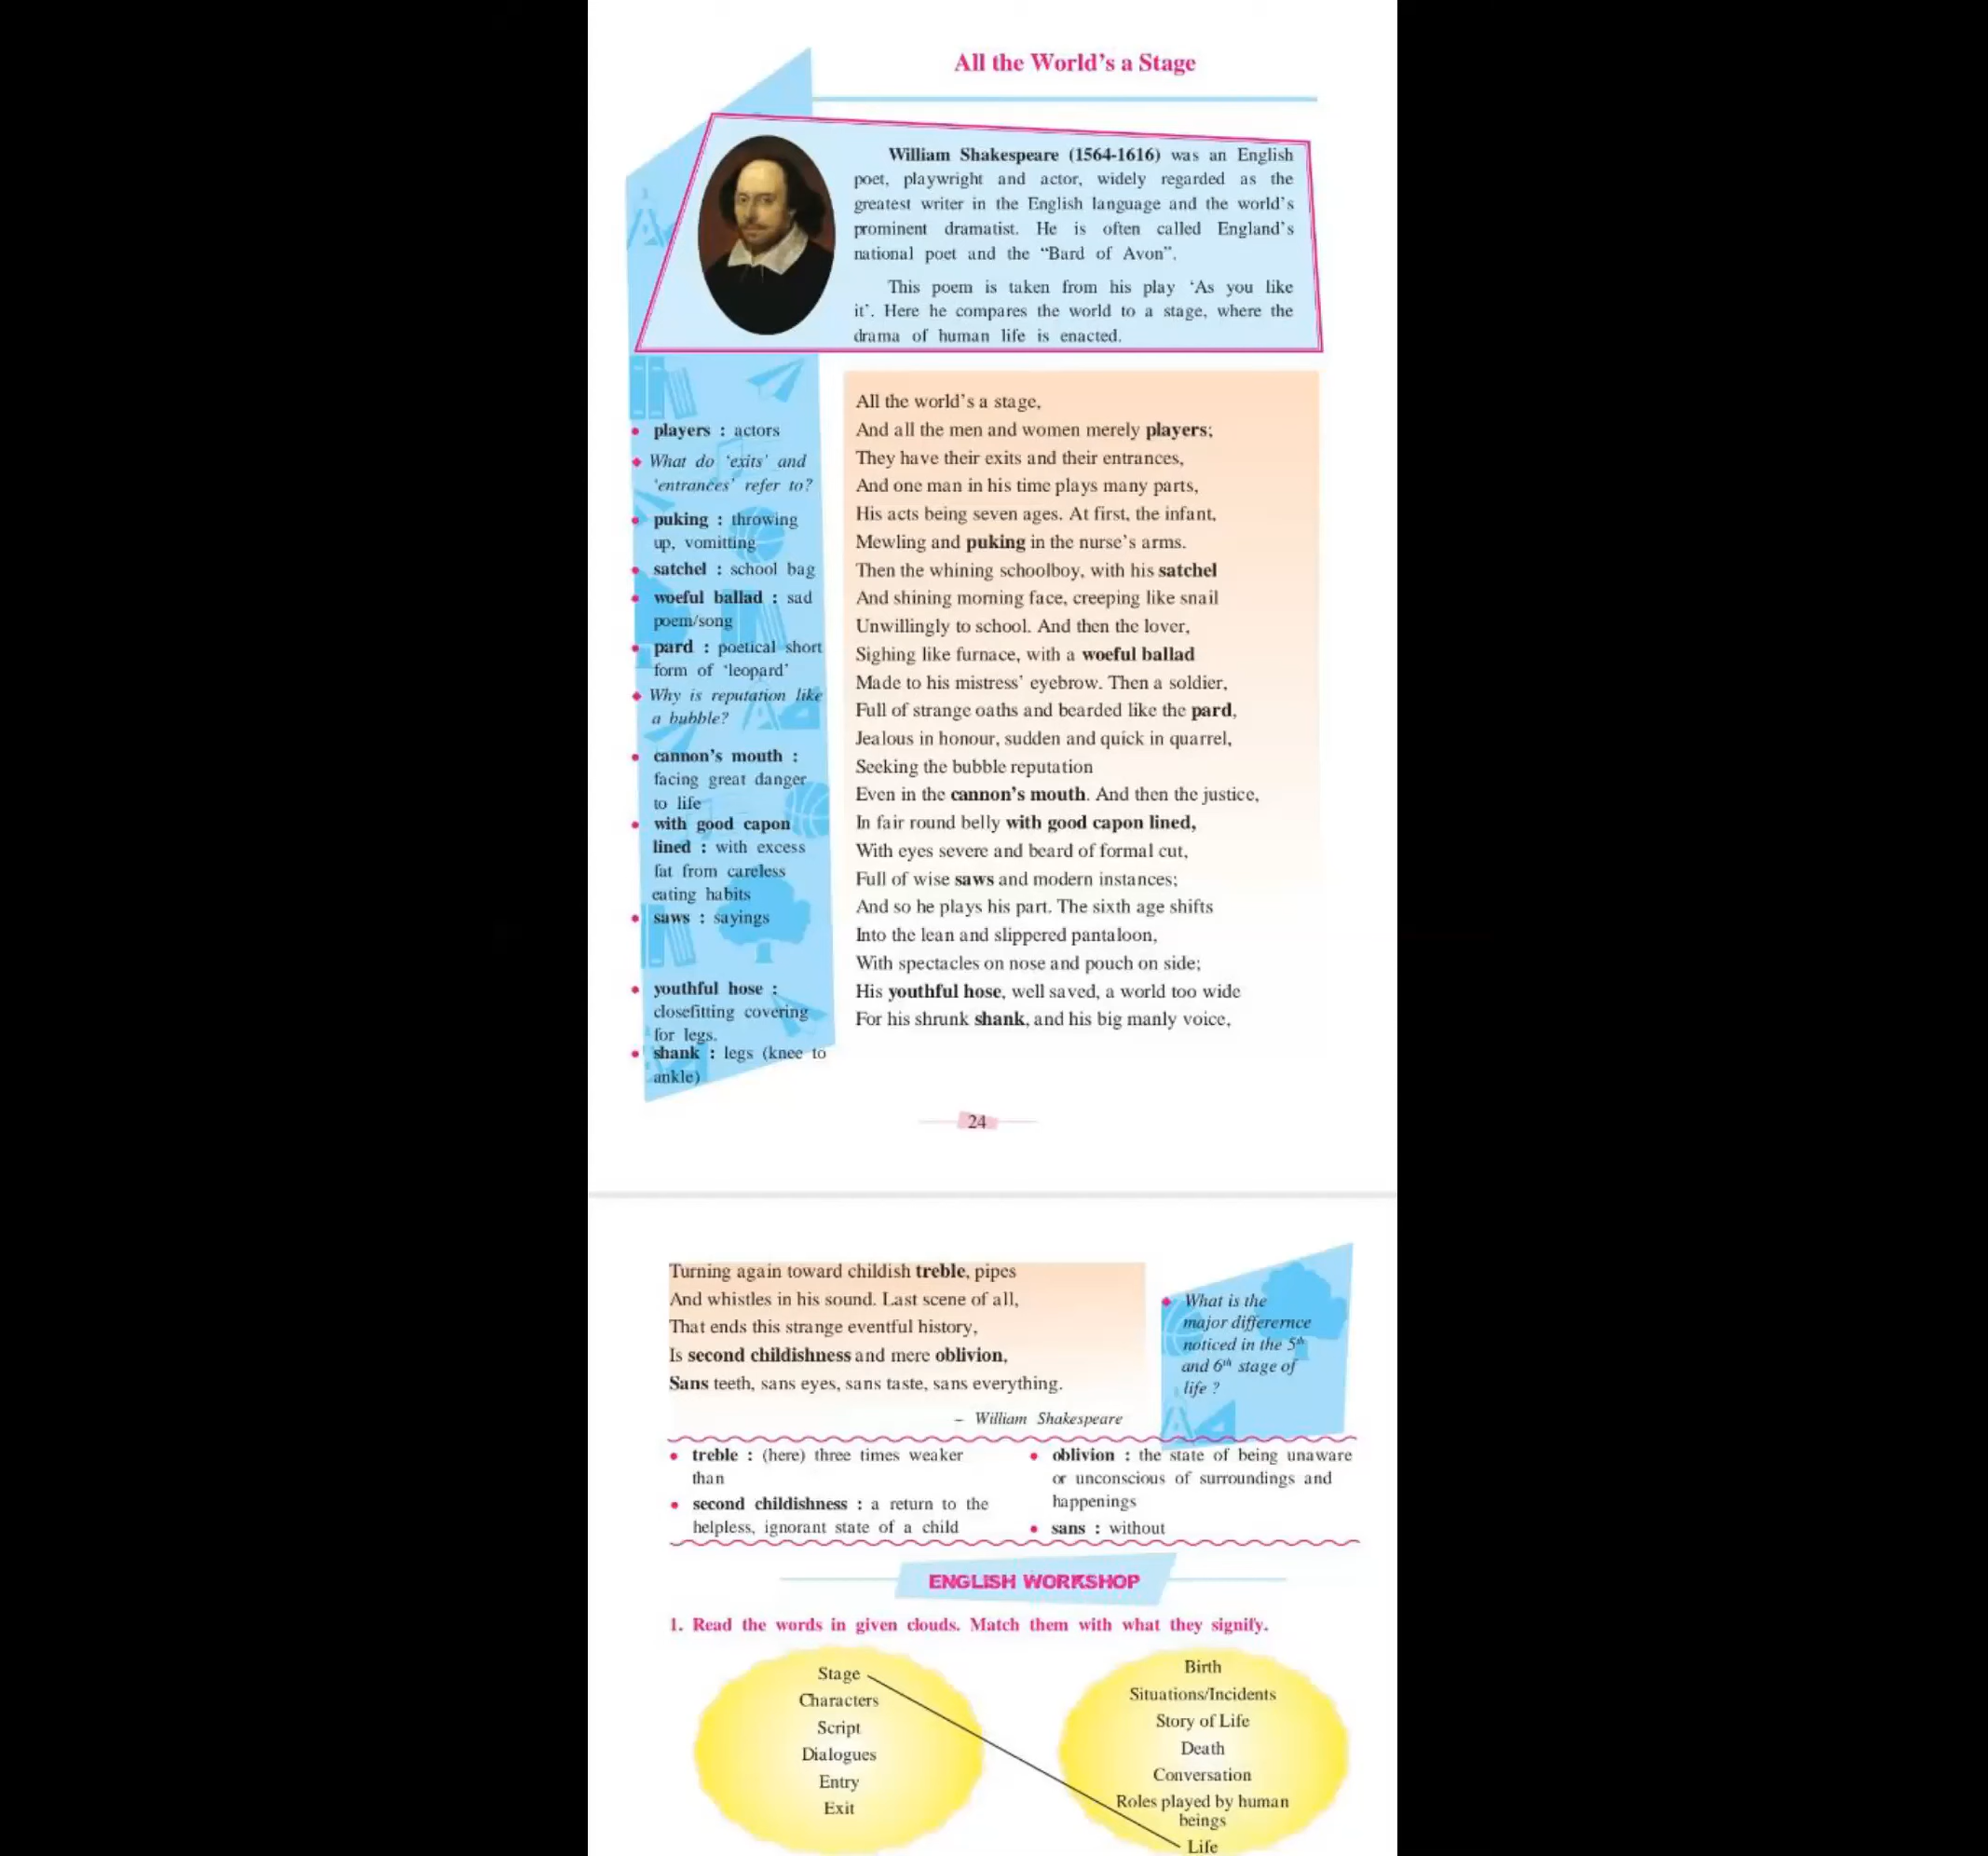 All the World's a Stage
William Shakespeare (1564-1616) was an English
poet, playwright and actor, widely regarded as the
greatest writer in the English language and the world's
prominent dramatist. He is often called England's
national poet and the “Bard of Avon”.
This poem is taken from his play ‘As you like
it’. Here he compares the world to a stage, where the
drama of human life is enacted.
• players : actors
◆ What do ‘exits’ and
‘entrances’ refer to?
• puking : throwing
up, vomitting
• satchel : school bag
• woeful ballad : sad
poem/song
• pard : poetical short
form of ‘leopard’
◆ Why is reputation like
a bubble?
• cannon's mouth :
facing great danger
to life
• with good capon
lined : with excess
fat from careless
eating habits
• saws : sayings
• youthful hose :
closefitting covering
for legs.
• shank : legs (knee to
ankle)
All the world's a stage,
And all the men and women merely players;
They have their exits and their entrances,
And one man in his time plays many parts,
His acts being seven ages. At first, the infant,
Mewling and puking in the nurse's arms.
Then the whining schoolboy, with his satchel
And shining morning face, creeping like snail
Unwillingly to school. And then the lover,
Sighing like furnace, with a woeful ballad
Made to his mistress' eyebrow. Then a soldier,
Full of strange oaths and bearded like the pard,
Jealous in honour, sudden and quick in quarrel,
Seeking the bubble reputation
Even in the cannon's mouth. And then the justice,
In fair round belly with good capon lined,
With eyes severe and beard of formal cut,
Full of wise saws and modern instances;
And so he plays his part. The sixth age shifts
Into the lean and slippered pantaloon,
With spectacles on nose and pouch on side;
His youthful hose, well saved, a world too wide
For his shrunk shank, and his big manly voice,
24
Turning again toward childish treble, pipes
And whistles in his sound. Last scene of all,
That ends this strange eventful history,
Is second childishness and mere oblivion,
Sans teeth, sans eyes, sans taste, sans everything.
– William Shakespeare
◆ What is the
major differernce
noticed in the 5th
and 6th stage of
life ?
• treble : (here) three times weaker
than
• second childishness : a return to the
helpless, ignorant state of a child
• oblivion : the state of being unaware
or unconscious of surroundings and
happenings
• sans : without
ENGLISH WORKSHOP
1. Read the words in given clouds. Match them with what they signify.
Stage
Characters
Script
Dialogues
Entry
Exit
Birth
Situations/Incidents
Story of Life
Death
Conversation
Roles played by human
beings
Life